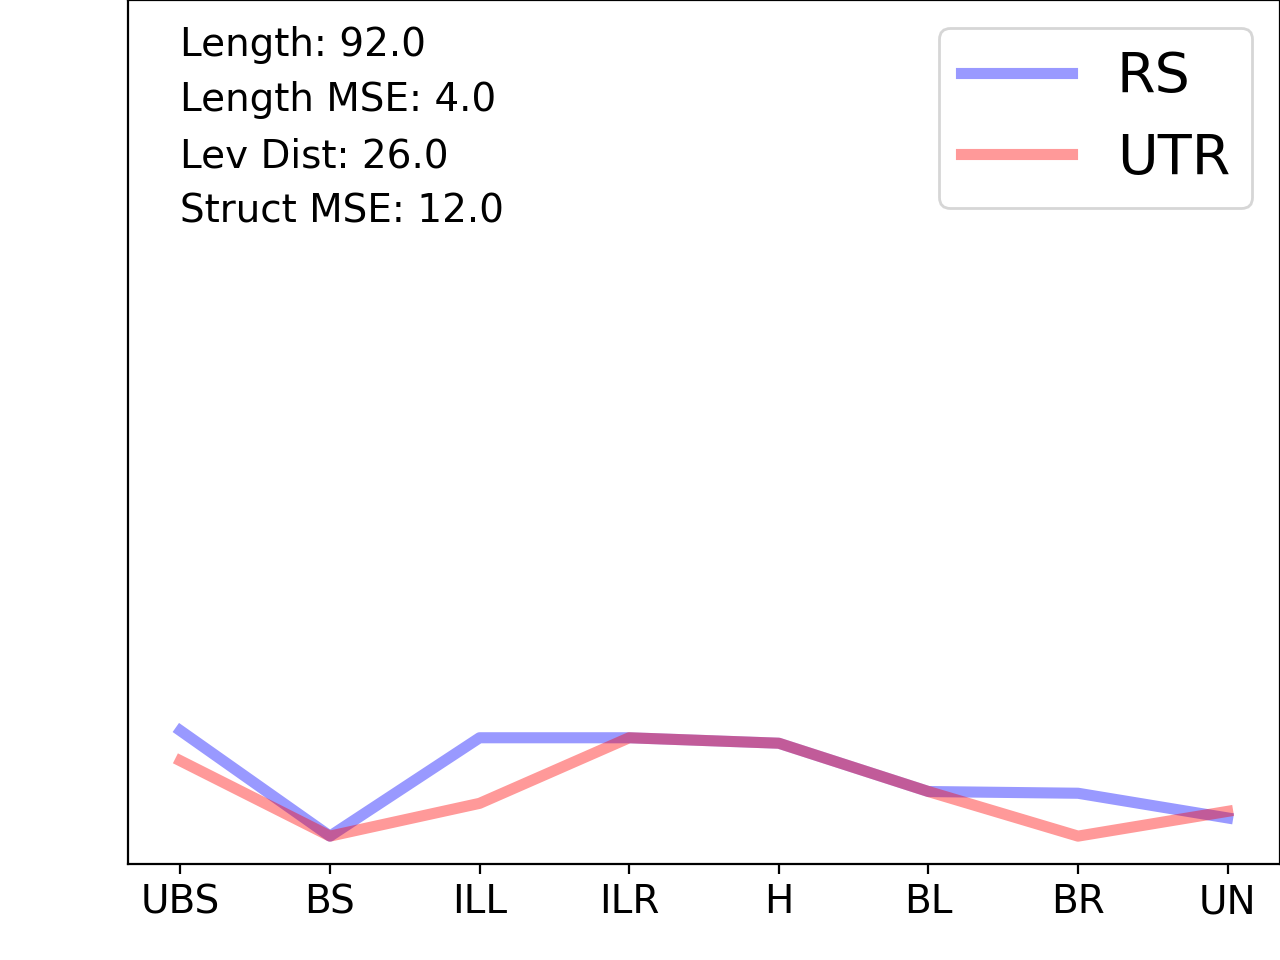 Length: 92.0
Length MSE: 4.0
Lev Dist: 26.0
Struct MSE: 12.0
RS
UTR
UBS BS ILL ILR H BL BR UN